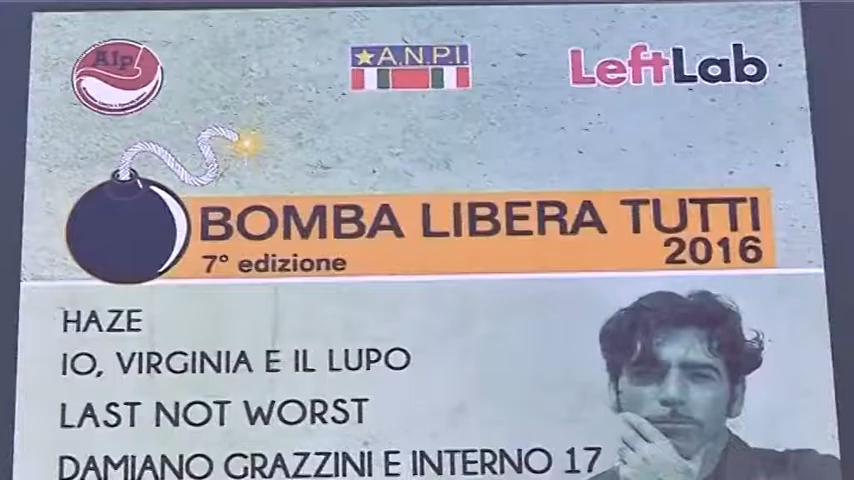 Alp
A.N.P.I.
LeftLab
BOMBA LIBERA TUTTI
7° edizione
2016
HAZE
IO, VIRGINIA E IL LUPO
LAST NOT WORST
DAMIANO GRAZZINI E INTERNO 17